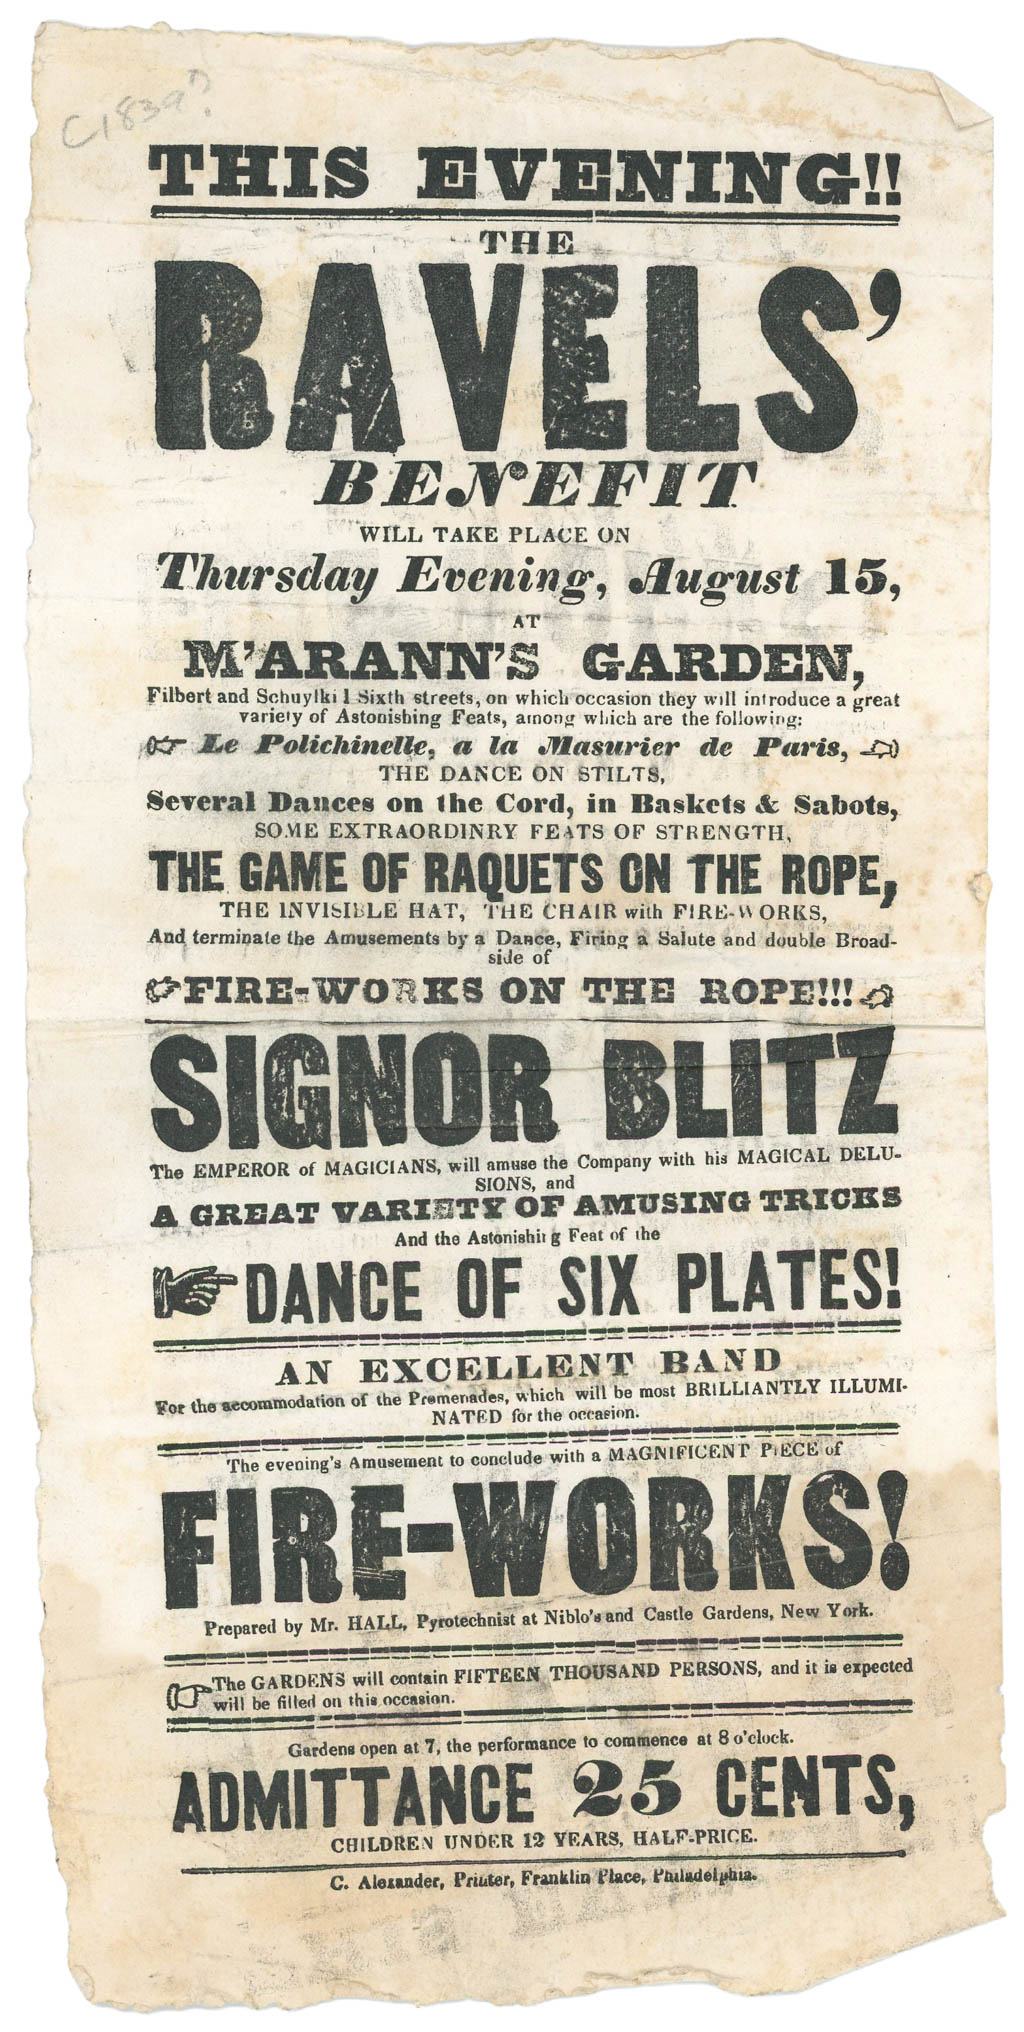 C1839?
THIS EVENING!!
THE
RAVELS'
BENEFIT
WILL TAKE PLACE ON
Thursday Evening, August 15,
AT
M'ARANN'S GARDEN,
Filbert and Schuylkill Sixth streets, on which occasion they will introduce a great
variety of Astonishing Feats, among which are the following:
Le Polichinelle, a la Masurier de Paris,
THE DANCE ON STILTS,
Several Dances on the Cord, in Baskets & Sabots,
SOME EXTRAORDINRY FEATS OF STRENGTH,
THE GAME OF RAQUETS ON THE ROPE,
THE INVISIBLE HAT, THE CHAIR with FIRE-WORKS,
And terminate the Amusements by a Dance, Firing a Salute and double Broad-
side of
FIRE-WORKS ON THE ROPE!!!
SIGNOR BLITZ
The EMPEROR of MAGICIANS, will amuse the Company with his MAGICAL DELU-
SIONS, and
A GREAT VARIETY OF AMUSING TRICKS
And the Astonishing Feat of the
DANCE OF SIX PLATES!
AN EXCELLENT BAND
For the accommodation of the Promenades, which will be most BRILLIANTLY ILLUMI-
NATED for the occasion.
The evening's Amusement to conclude with a MAGNIFICENT PIECE of
FIRE-WORKS!
Prepared by Mr. HALL, Pyrotechnist at Niblo's and Castle Gardens, New York.
The GARDENS will contain FIFTEEN THOUSAND PERSONS, and it is expected
will be filled on this occasion.
Gardens open at 7, the performance to commence at 8 o'clock.
ADMITTANCE 25 CENTS,
CHILDREN UNDER 12 YEARS, HALF-PRICE.
C. Alexander, Printer, Franklin Place, Philadelphia.